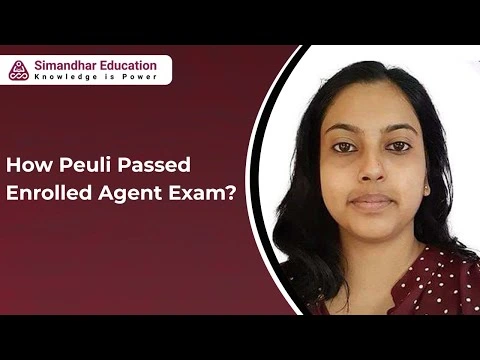 Simandhar Education
Knowledge is Power
How Peuli Passed
Enrolled Agent Exam?